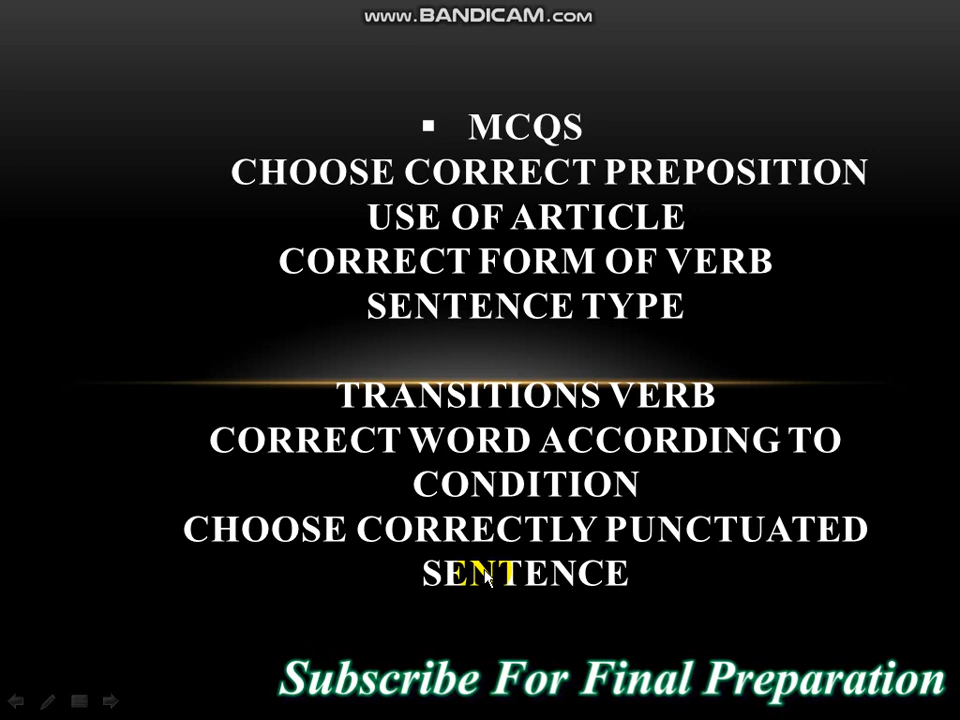 www.BANDICAM.com
▪ MCQS
CHOOSE CORRECT PREPOSITION
USE OF ARTICLE
CORRECT FORM OF VERB
SENTENCE TYPE
TRANSITIONS VERB
CORRECT WORD ACCORDING TO
CONDITION
CHOOSE CORRECTLY PUNCTUATED
SENTENCE
Subscribe For Final Preparation